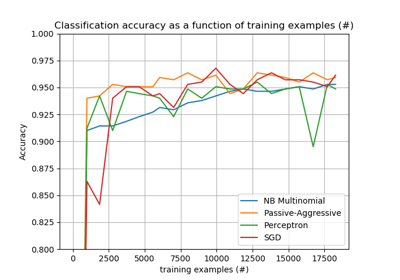 Classification accuracy as a function of training examples (#)
1.000
0.975
0.950
0.925
0.900
0.875
0.850
0.825
0.800
Accuracy
NB Multinomial
Passive-Aggressive
Perceptron
SGD
0
2500
5000
7500
10000
12500
15000
17500
training examples (#)